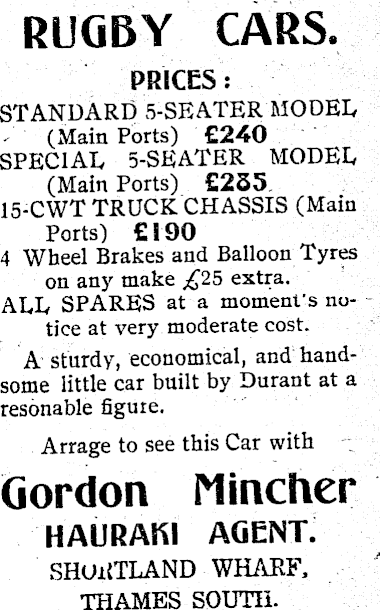 RUGBY CARS.
PRICES:
STANDARD 5-SEATER MODEL
(Main Ports) £240
SPECIAL 5-SEATER MODEL
(Main Ports) £285
15-CWT TRUCK CHASSIS (Main
Ports) £190
4 Wheel Brakes and Balloon Tyres
on any make £25 extra.
ALL SPARES at a moment's no-
tice at very moderate cost.
A sturdy, economical, and hand-
some little car built by Durant at a
resonable figure.
Arrage to see this Car with
Gordon Mincher
HAURAKI AGENT.
SHORTLAND WHARF,
THAMES SOUTH.